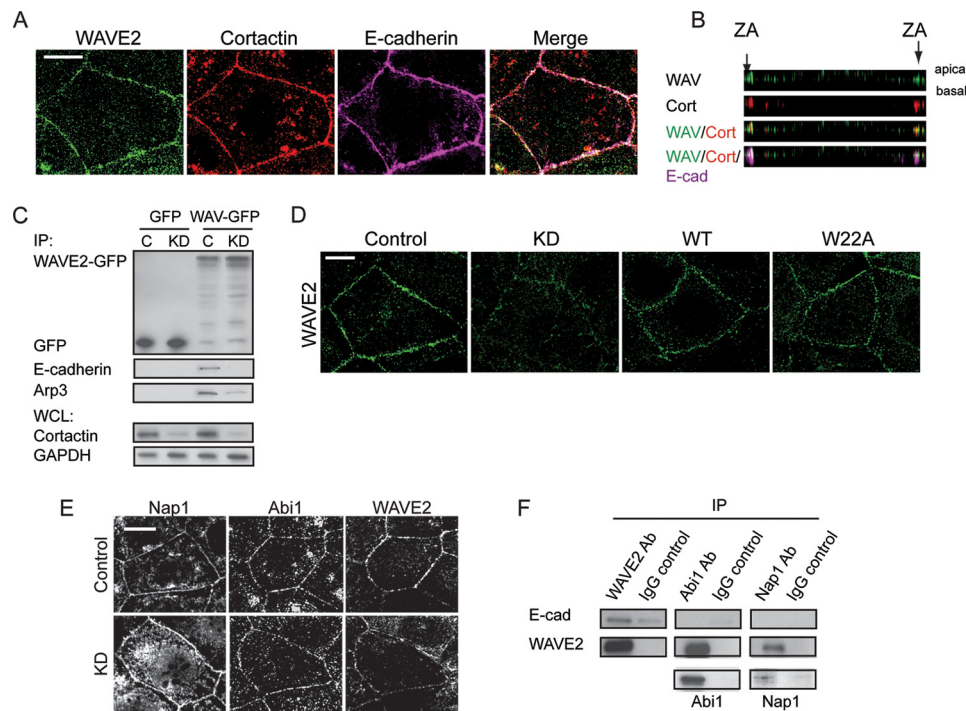 A
WAVE2 Cortactin E-cadherin Merge
B
ZA ZA
WAV
apica
basal
Cort
WAV/Cort
WAV/Cort/
E-cad
C
GFP WAV-GFP
IP: C KD C KD
WAVE2-GFP
GFP
E-cadherin
Arp3
WCL:
Cortactin
GAPDH
D
Control KD WT W22A
WAVE2
E
Nap1 Abi1 WAVE2
Control
KD
F
IP
WAVE2 Ab IgG control Abi1 Ab IgG control Nap1 Ab IgG control
E-cad
WAVE2
Abi1 Nap1